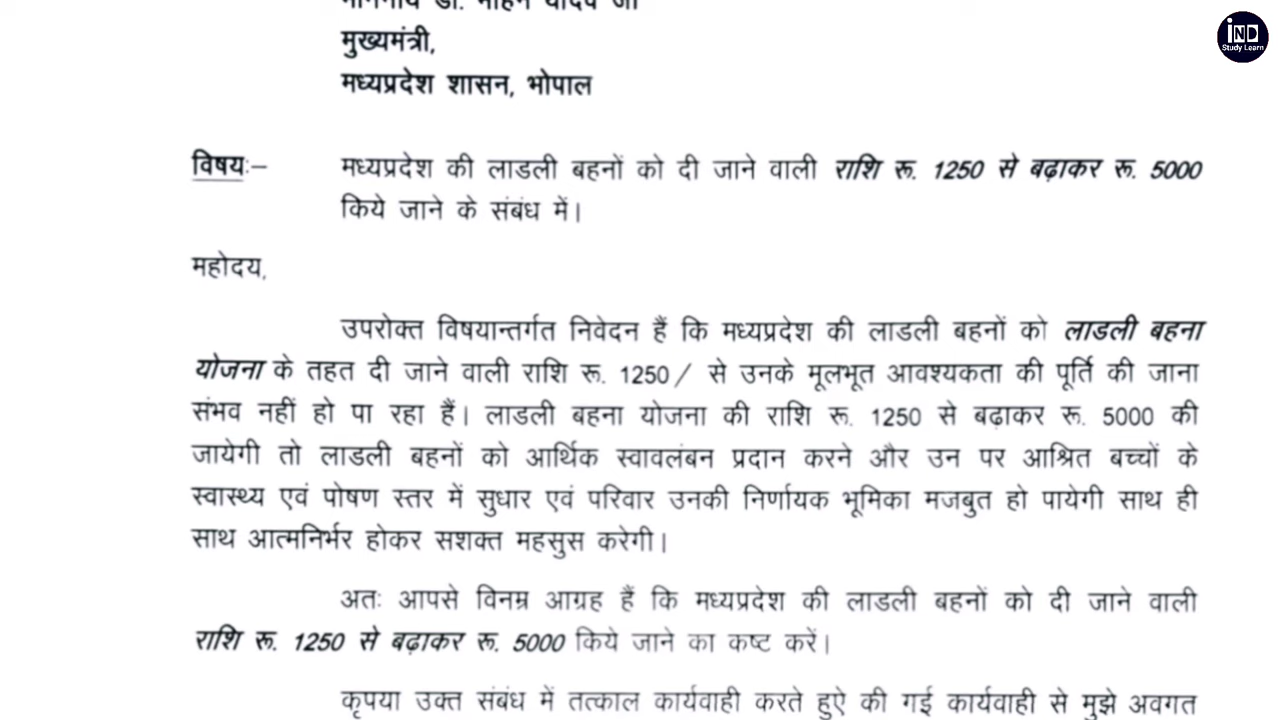 माननीय डॉ. मोहन यादव जी
मुख्यमंत्री,
मध्यप्रदेश शासन, भोपाल
IND
Study Learn
विषयः– मध्यप्रदेश की लाडली बहनों को दी जाने वाली राशि रू. 1250 से बढ़ाकर रू. 5000
किये जाने के संबंध में।
महोदय,
उपरोक्त विषयान्तर्गत निवेदन हैं कि मध्यप्रदेश की लाडली बहनों को लाडली बहना
योजना के तहत दी जाने वाली राशि रू. 1250/ से उनके मूलभूत आवश्यकता की पूर्ति की जाना
संभव नहीं हो पा रहा हैं। लाडली बहना योजना की राशि रू. 1250 से बढ़ाकर रू. 5000 की
जायेगी तो लाडली बहनों को आर्थिक स्वावलंबन प्रदान करने और उन पर आश्रित बच्चों के
स्वास्थ्य एवं पोषण स्तर में सुधार एवं परिवार उनकी निर्णायक भूमिका मजबुत हो पायेगी साथ ही
साथ आत्मनिर्भर होकर सशक्त महसुस करेगी।
अतः आपसे विनम्र आग्रह हैं कि मध्यप्रदेश की लाडली बहनों को दी जाने वाली
राशि रू. 1250 से बढ़ाकर रू. 5000 किये जाने का कष्ट करें।
कृपया उक्त संबंध में तत्काल कार्यवाही करते हुऐ की गई कार्यवाही से मुझे अवगत